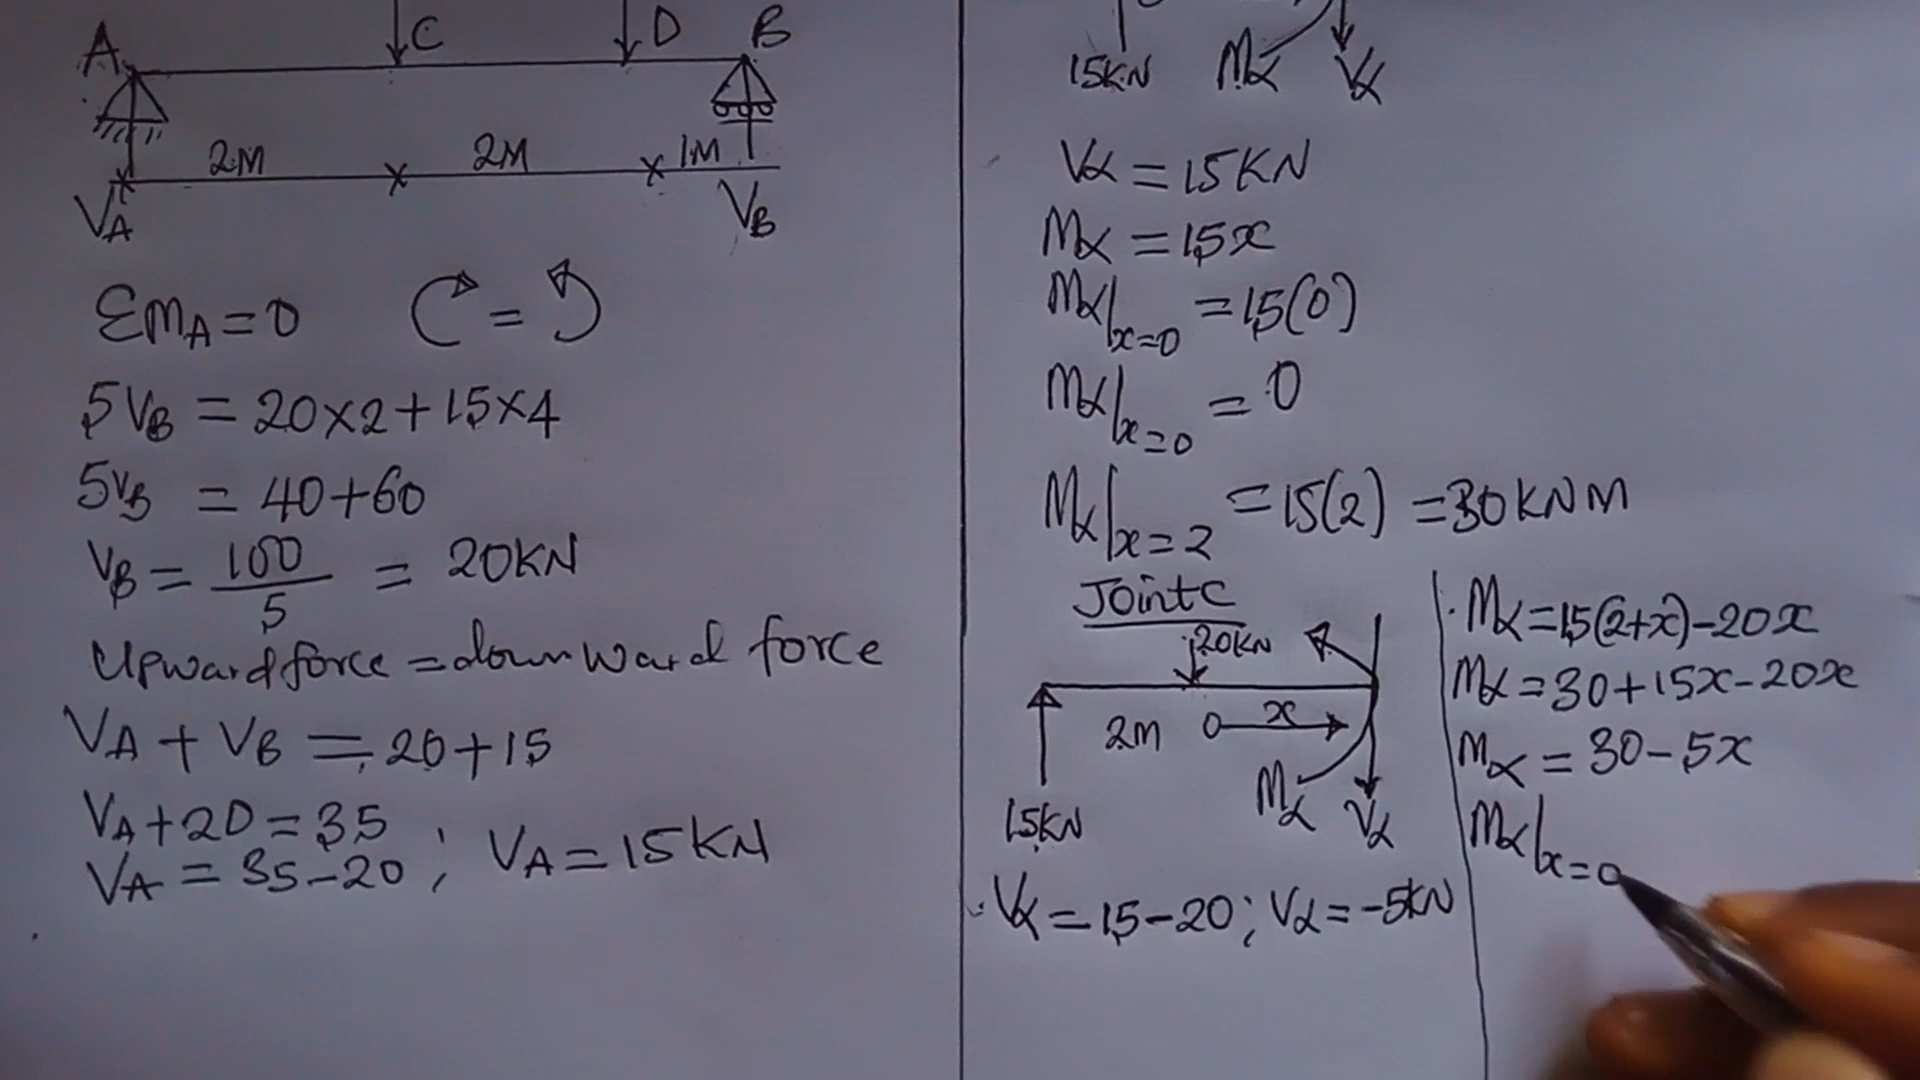 A C D B
2M 2M 1M
VA VB
ΣMA = 0
5VB = 20×2+15×4
5VB = 40+60
VB = 100/5 = 20KN
Upward force = downward force
VA + VB = 20+15
VA+20 = 35
VA = 35-20 ; VA = 15KN
15KN Mx Vx
Vx = 15KN
Mx = 15x
Mx|x=0 = 15(0)
Mx|x=0 = 0
Mx|x=2 = 15(2) = 30KNM
Joint C
20KN
2m 0 x
15KN Mx Vx
Vx = 15-20; Vx = -5KN
Mx = 15(2+x)-20x
Mx = 30+15x-20x
Mx = 30-5x
Mx|x=0